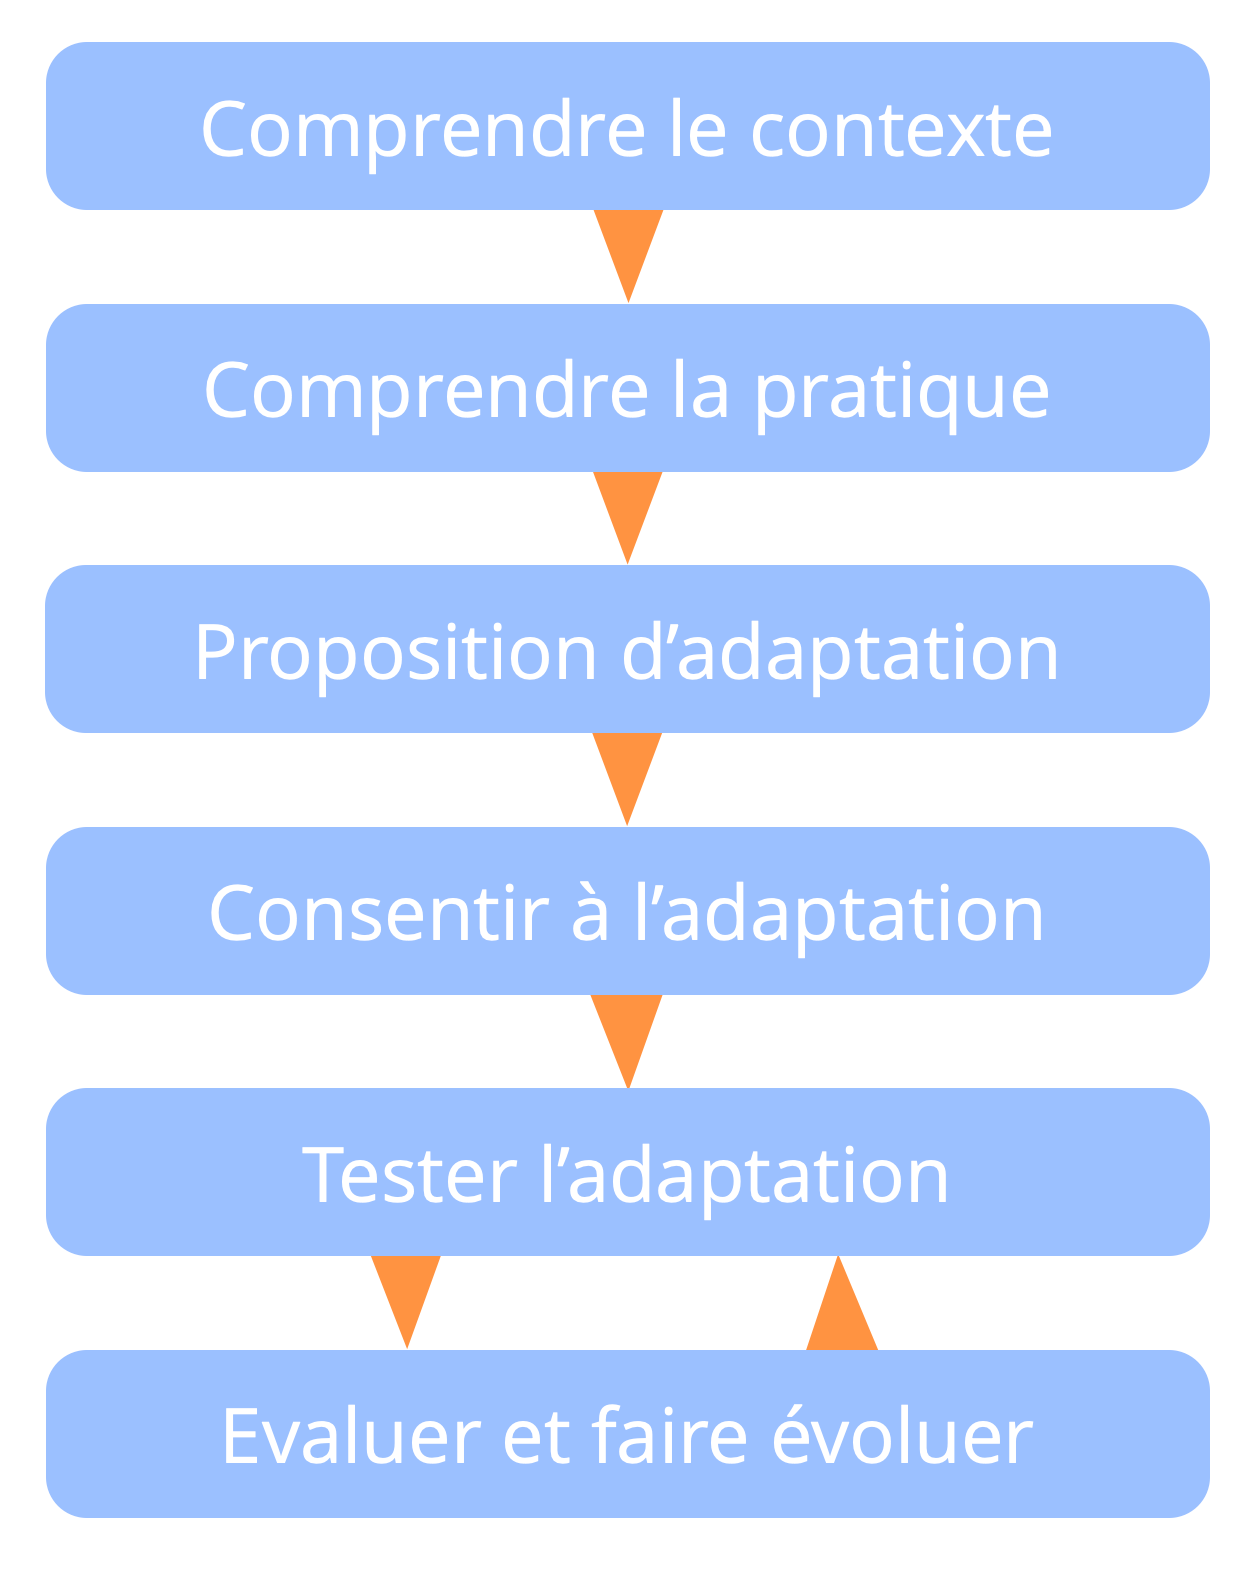 Comprendre le contexte
Comprendre la pratique
Proposition d’adaptation
Consentir à l’adaptation
Tester l’adaptation
Evaluer et faire évoluer